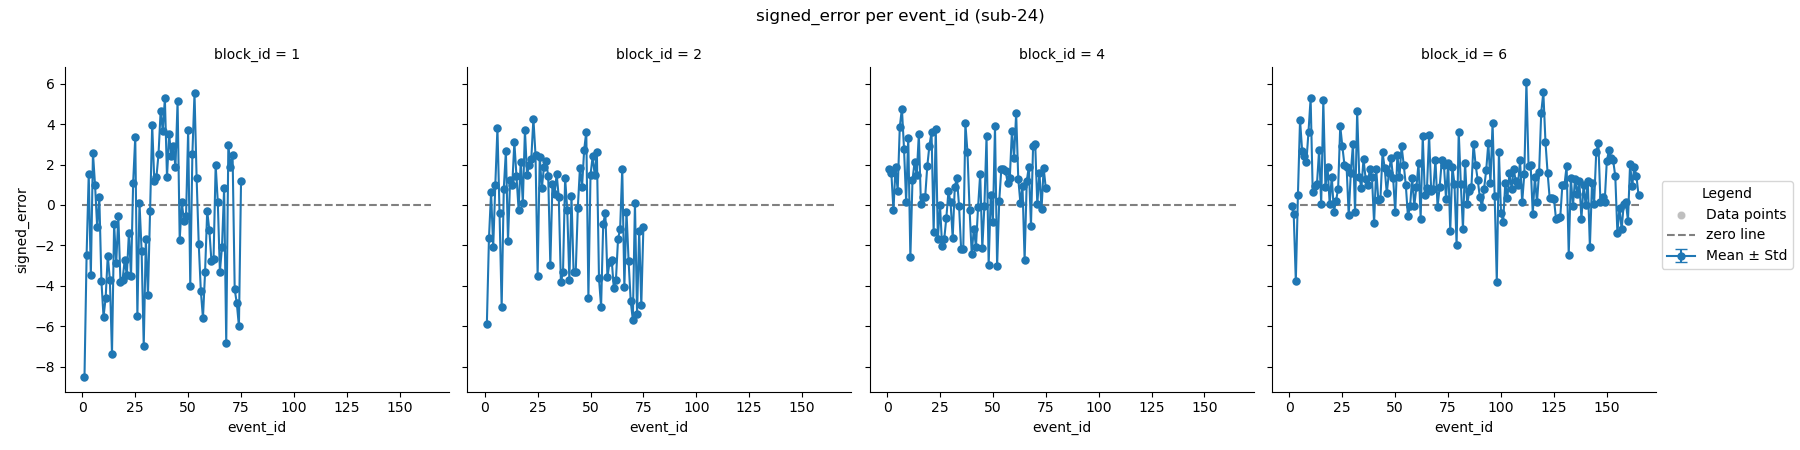 signed_error per event_id (sub-24)
block_id = 1
block_id = 2
block_id = 4
block_id = 6
signed_error
6
4
2
0
−2
−4
−6
−8
0 25 50 75 100 125 150
0 25 50 75 100 125 150
0 25 50 75 100 125 150
0 25 50 75 100 125 150
event_id
event_id
event_id
event_id
Legend
Data points
zero line
Mean ± Std